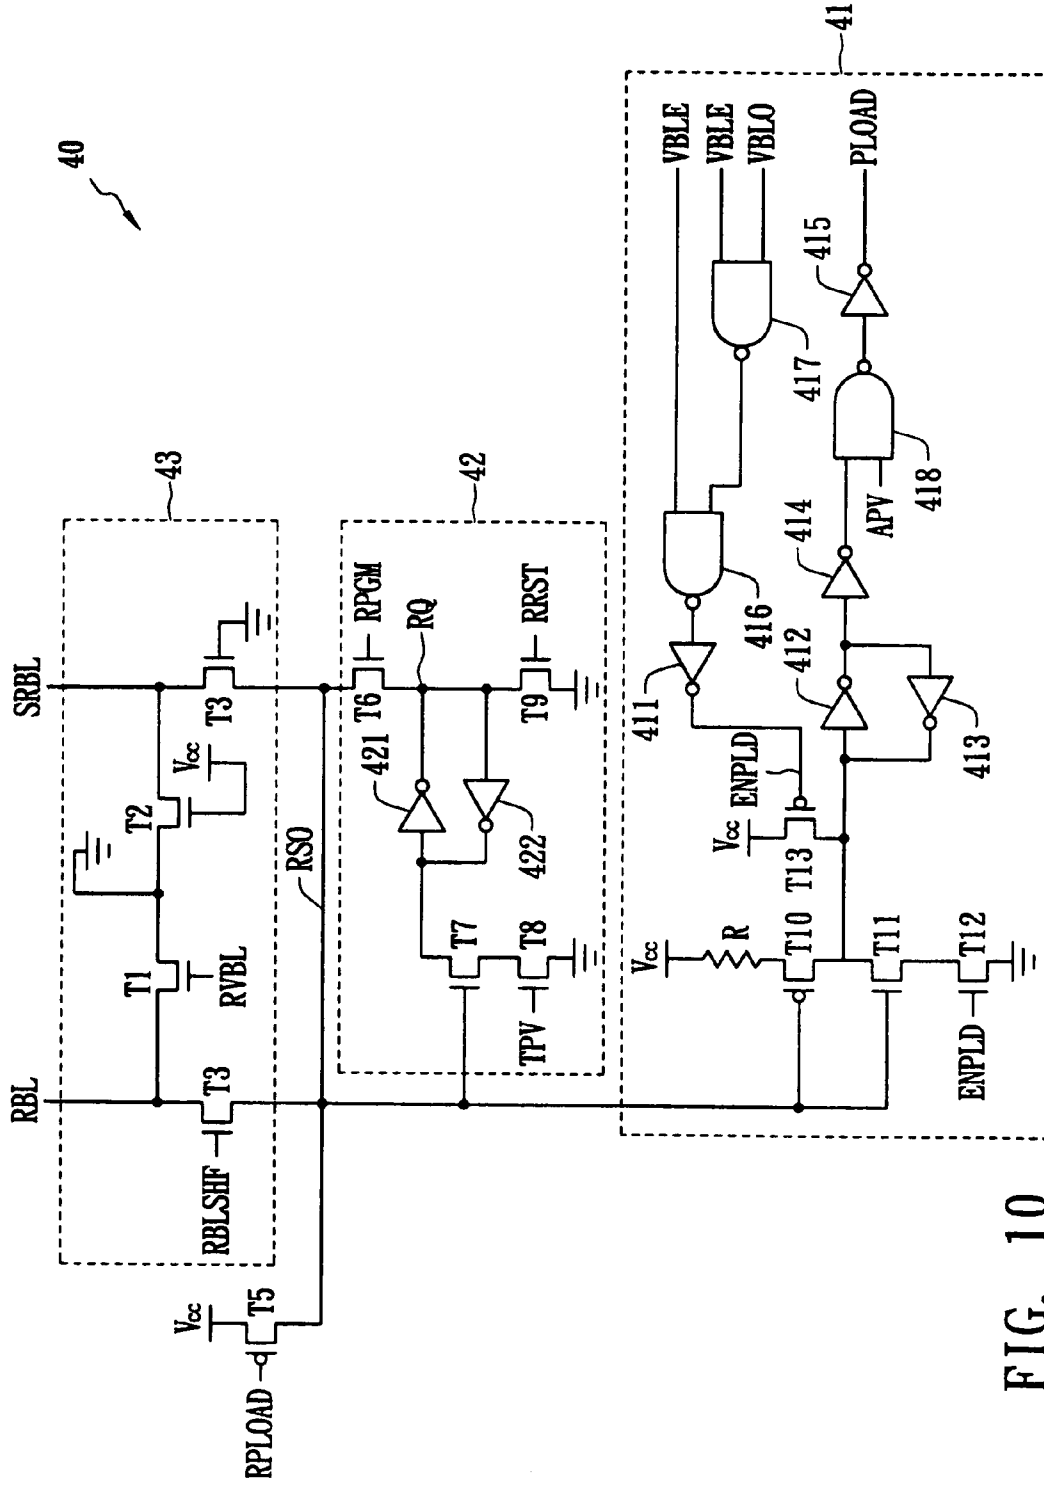 40
RBL
SRBL
43
T1
T2
Vcc
RVBL
T3
T3
RBLSHF
Vcc
T5
RPLOAD
RSO
42
T6
RPGM
RQ
421
422
T7
T8
TPV
T9
RRST
41
VBLE
VBLE
VBLO
417
416
411
ENPLD
Vcc
R
T10
Vcc
T13
T11
T12
ENPLD
412
413
414
APV
418
415
PLOAD
FIG. 10